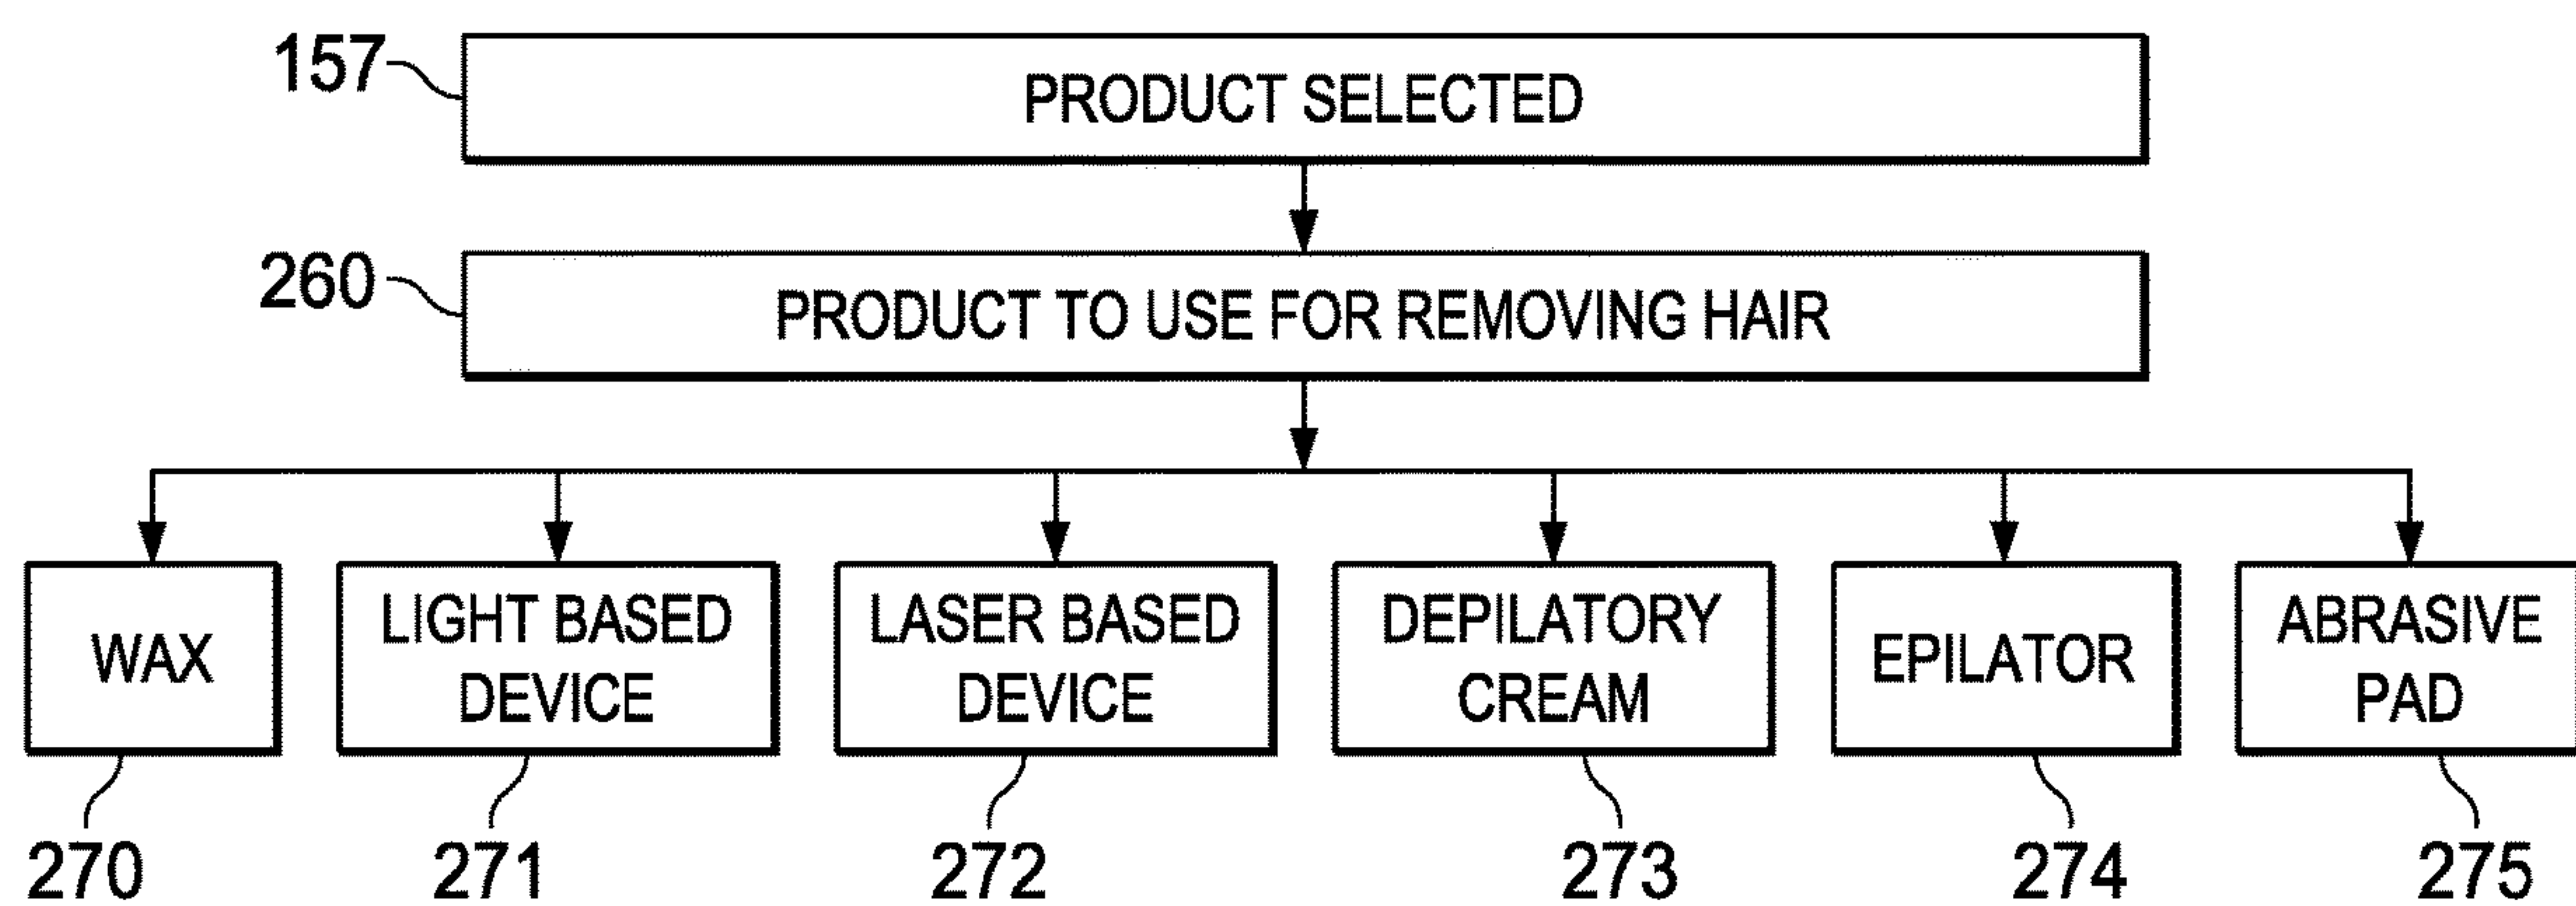 157
PRODUCT SELECTED
260
PRODUCT TO USE FOR REMOVING HAIR
WAX
LIGHT BASED
DEVICE
LASER BASED
DEVICE
DEPILATORY
CREAM
EPILATOR
ABRASIVE
PAD
270
271
272
273
274
275